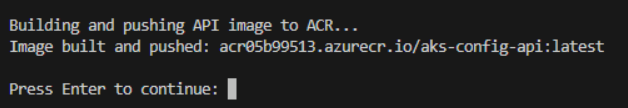 Building and pushing API image to ACR...
Image built and pushed: acr05b99513.azurecr.io/aks-config-api:latest
Press Enter to continue: